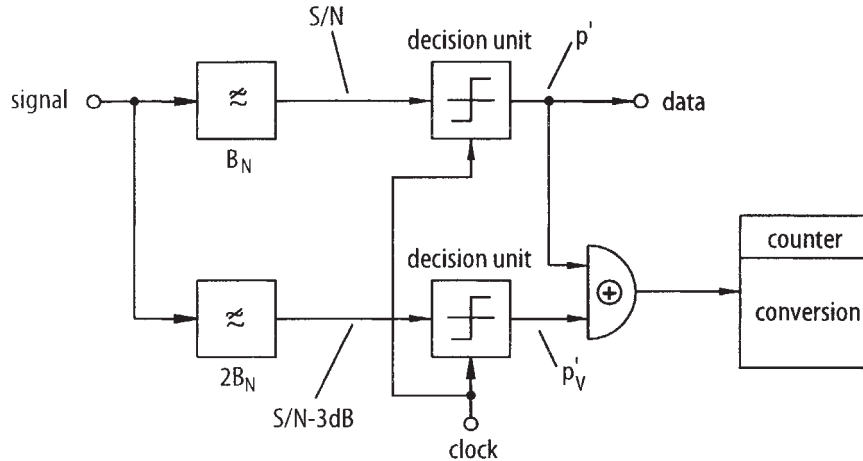 S/N
decision unit
p'
signal
data
B_N
decision unit
counter
conversion
2B_N
p'_V
S/N-3dB
clock